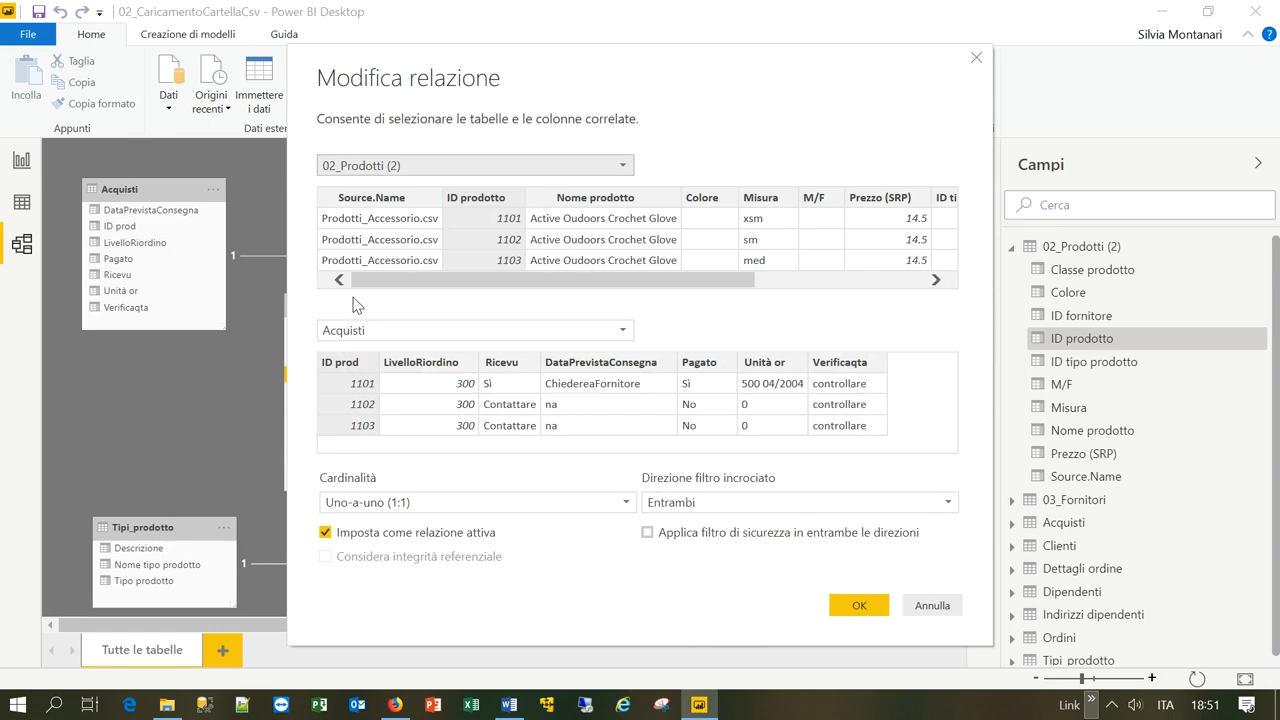 02_CaricamentoCartellaCsv - Power BI Desktop
File Home Creazione di modelli Guida Silvia Montanari ?
Incolla
Taglia
Copia
Copia formato
Appunti
Dati
Origini recenti
Immettere i dati
Dati ester
Modifica relazione
Consente di selezionare le tabelle e le colonne correlate.
02_Prodotti (2)
Source.Name ID prodotto Nome prodotto Colore Misura M/F Prezzo (SRP) ID ti
Prodotti_Accessorio.csv 1101 Active Oudoors Crochet Glove xsm 14.5
Prodotti_Accessorio.csv 1102 Active Oudoors Crochet Glove sm 14.5
Prodotti_Accessorio.csv 1103 Active Oudoors Crochet Glove med 14.5
Acquisti
ID prod LivelloRiordino Ricevu DataPrevistaConsegna Pagato Unità or Verificaqta
1101 300 Sì ChiedereaFornitore Sì 500 04/2004 controllare
1102 300 Contattare na No 0 controllare
1103 300 Contattare na No 0 controllare
Cardinalità
Uno-a-uno (1:1)
Direzione filtro incrociato
Entrambi
Imposta come relazione attiva
Applica filtro di sicurezza in entrambe le direzioni
Considera integrità referenziale
OK Annulla
Acquisti
DataPrevistaConsegna
ID prod
LivelloRiordino
Pagato
Ricevu
Unità or
Verificaqta
1
Tipi_prodotto
Descrizione
Nome tipo prodotto
Tipo prodotto
1
Tutte le tabelle
Campi
Cerca
02_Prodotti (2)
Classe prodotto
Colore
ID fornitore
ID prodotto
ID tipo prodotto
M/F
Misura
Nome prodotto
Prezzo (SRP)
Source.Name
03_Fornitori
Acquisti
Clienti
Dettagli ordine
Dipendenti
Indirizzi dipendenti
Ordini
Tipi_prodotto
Link ITA 18:51